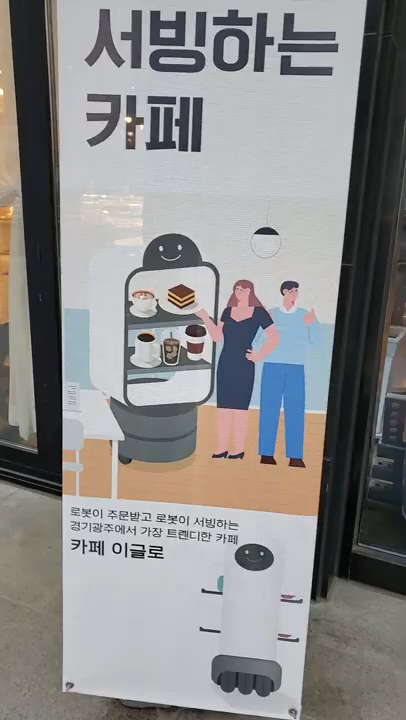 서빙하는
카페
로봇이 주문받고 로봇이 서빙하는
경기광주에서 가장 트렌디한 카페
카페 이글로